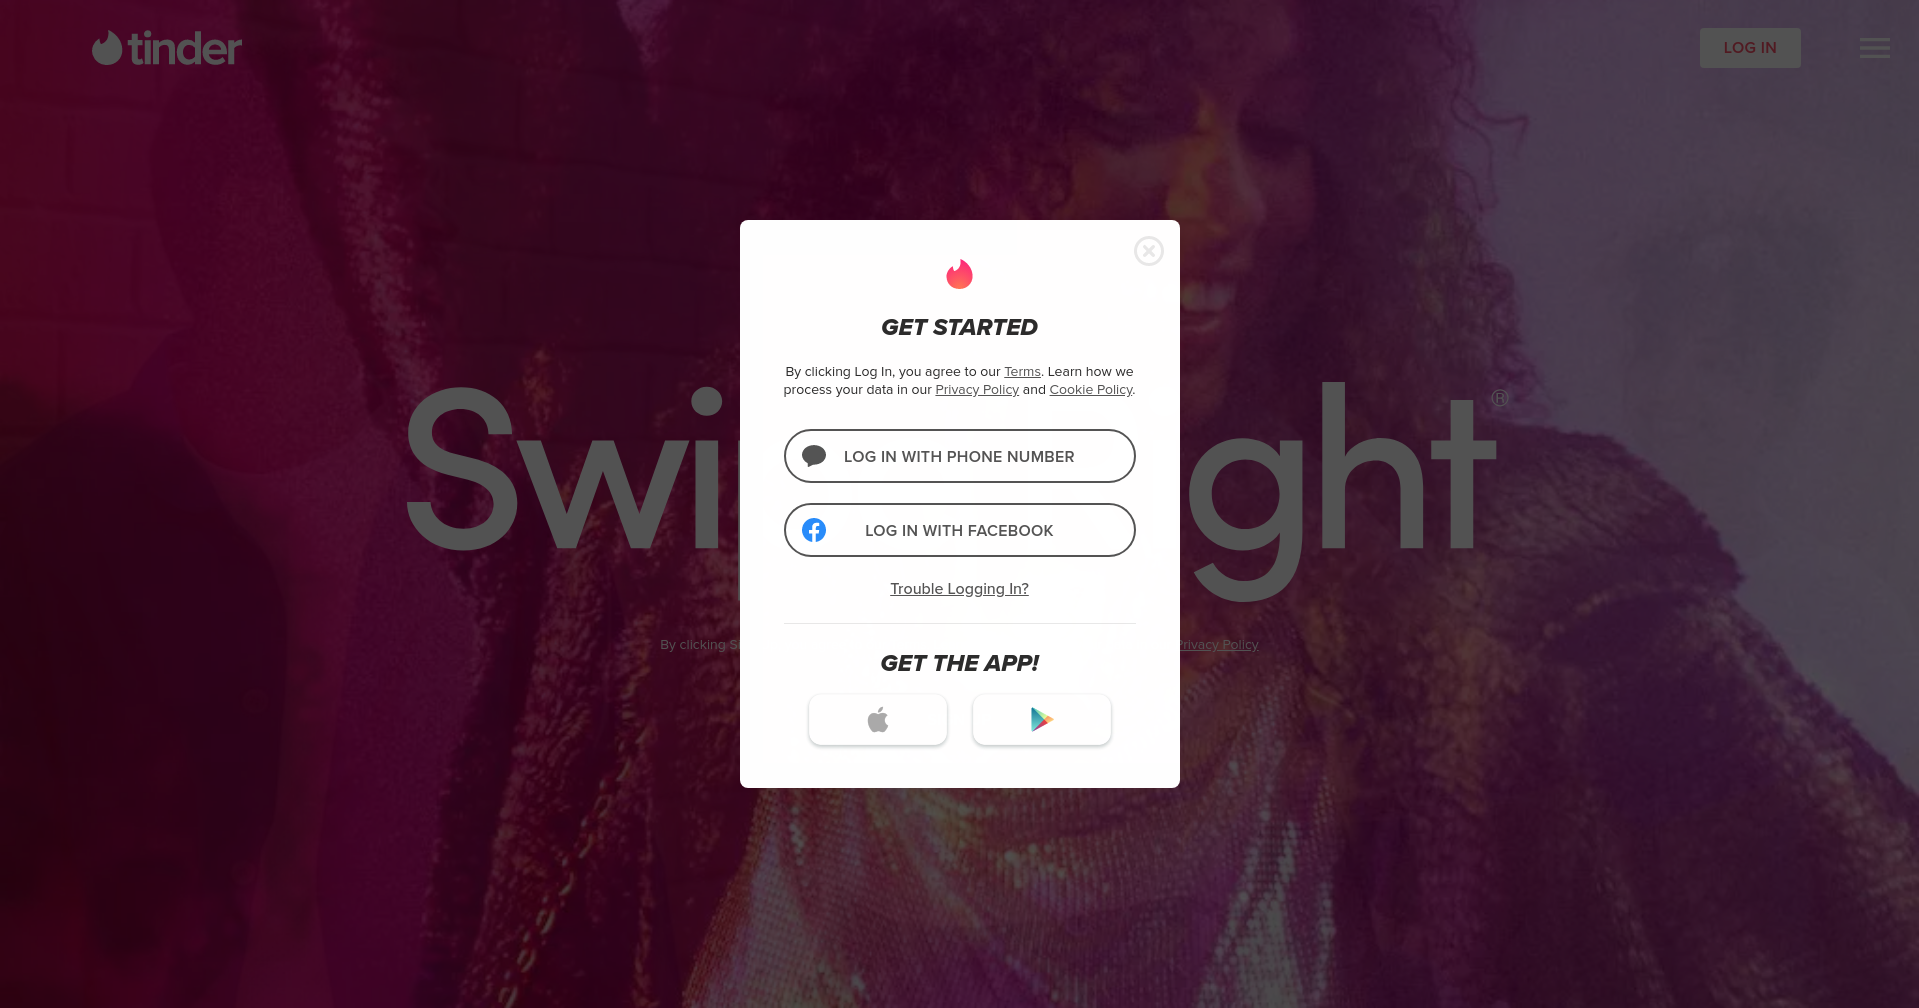 tinder
LOG IN
GET STARTED
By clicking Log In, you agree to our Terms. Learn how we
process your data in our Privacy Policy and Cookie Policy.
Swi ght®
LOG IN WITH PHONE NUMBER
LOG IN WITH FACEBOOK
Trouble Logging In?
By clicking S Privacy Policy
GET THE APP!